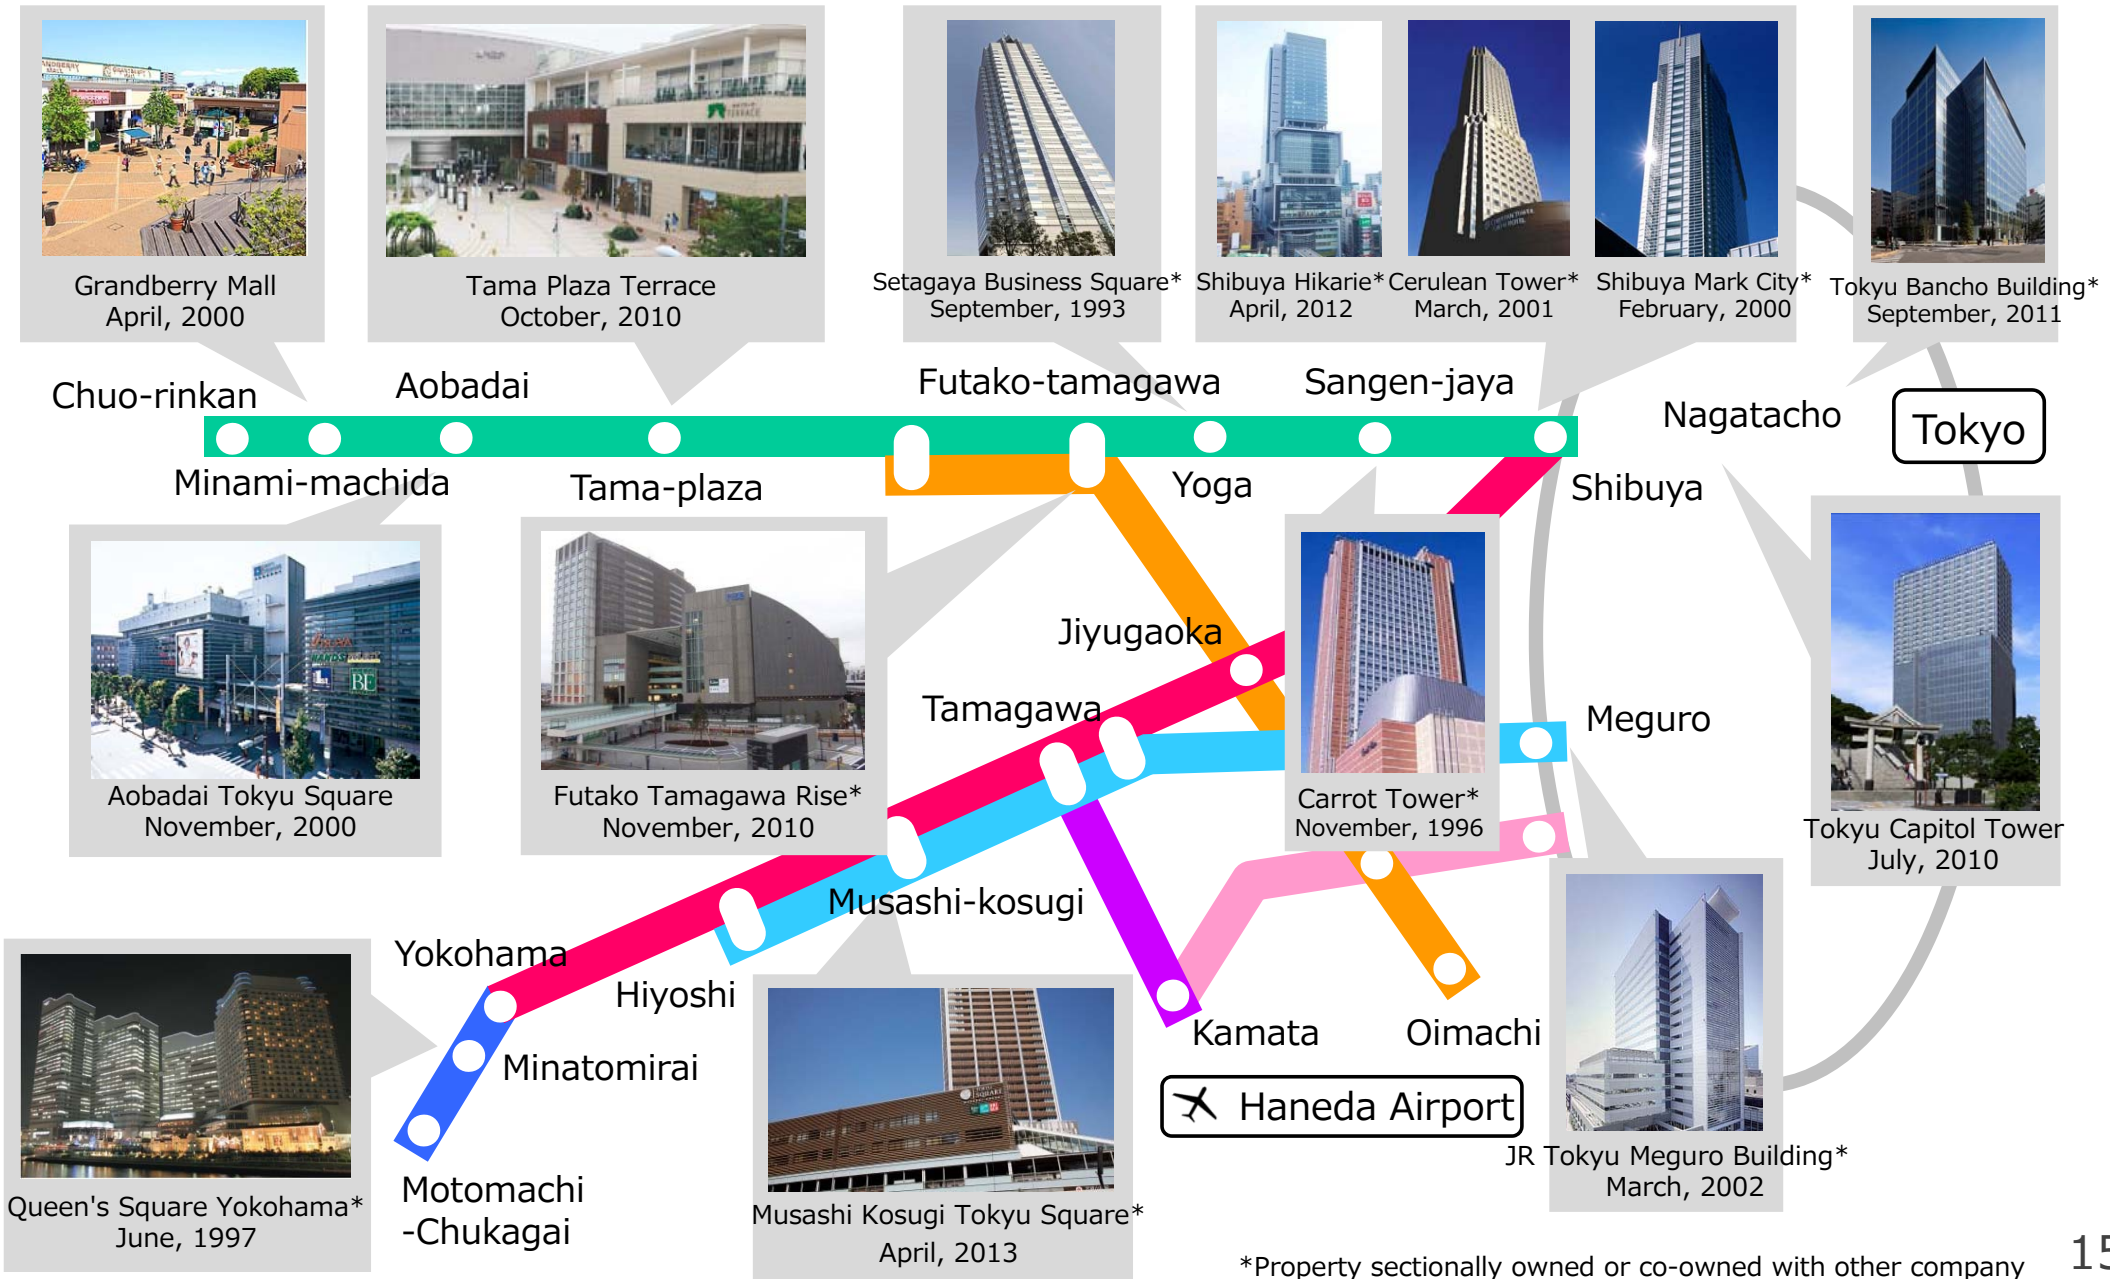 Grandberry Mall
April, 2000
Tama Plaza Terrace
October, 2010
Setagaya Business Square*
September, 1993
Shibuya Hikarie*
April, 2012
Cerulean Tower*
March, 2001
Shibuya Mark City*
February, 2000
Tokyu Bancho Building*
September, 2011
Chuo-rinkan
Aobadai
Futako-tamagawa
Sangen-jaya
Nagatacho
Tokyo
Minami-machida
Tama-plaza
Yoga
Shibuya
Aobadai Tokyu Square
November, 2000
Futako Tamagawa Rise*
November, 2010
Jiyugaoka
Tamagawa
Carrot Tower*
November, 1996
Meguro
Tokyu Capitol Tower
July, 2010
Musashi-kosugi
Yokohama
Hiyoshi
Minatomirai
Kamata
Oimachi
Haneda Airport
Motomachi
-Chukagai
Queen's Square Yokohama*
June, 1997
Musashi Kosugi Tokyu Square*
April, 2013
JR Tokyu Meguro Building*
March, 2002
*Property sectionally owned or co-owned with other company
15